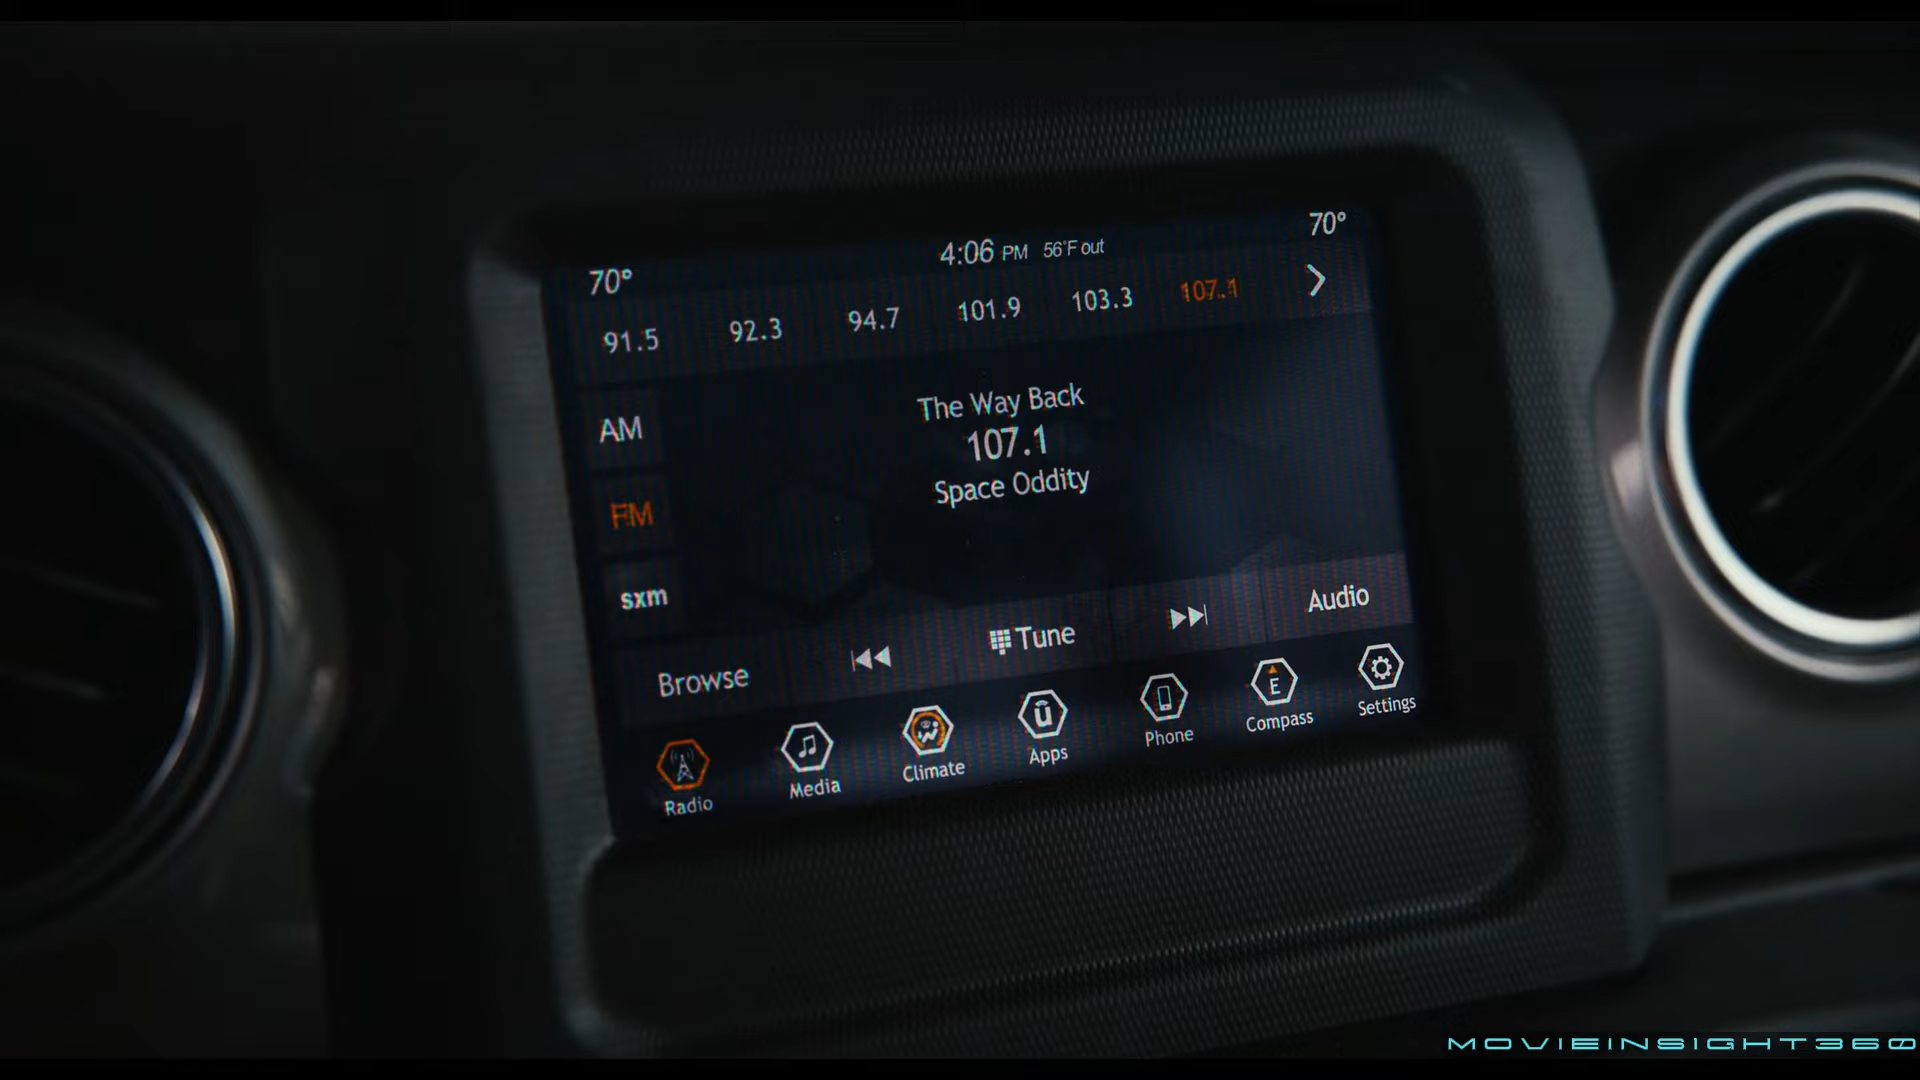 70°
4:06 PM 56°F out
70°
91.5 92.3 94.7 101.9 103.3 107.1
AM
The Way Back
107.1
FM
Space Oddity
sxm
Browse
Tune
Audio
Radio
Media
Climate
Apps
Phone
E
Compass
Settings
MOVIEINSIGHT360